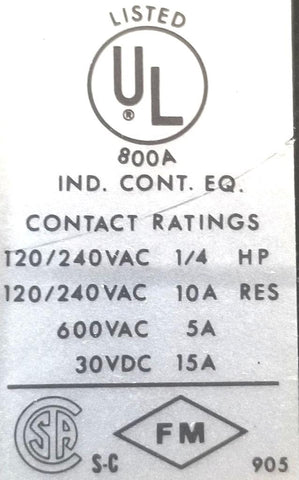 LISTED
UL
®
800A
IND. CONT. EQ.
CONTACT RATINGS
120/240VAC 1/4 HP
120/240VAC 10A RES
600VAC 5A
30VDC 15A
CSA S-C FM 905